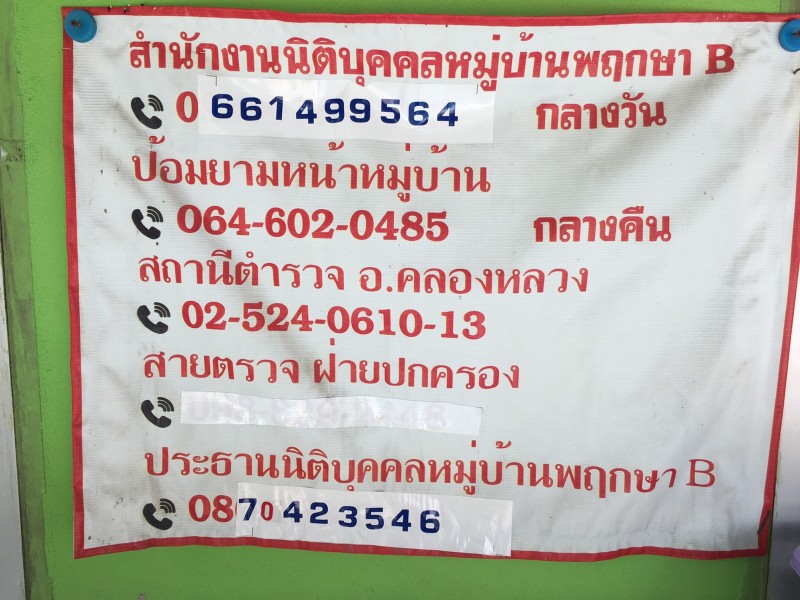 สำนักงานนิติบุคคลหมู่บ้านพฤกษา B
0661499564 กลางวัน
ป้อมยามหน้าหมู่บ้าน
064-602-0485 กลางคืน
สถานีตำรวจ อ.คลองหลวง
02-524-0610-13
สายตรวจ ฝ่ายปกครอง
ประธานนิติบุคคลหมู่บ้านพฤกษา B
0870423546